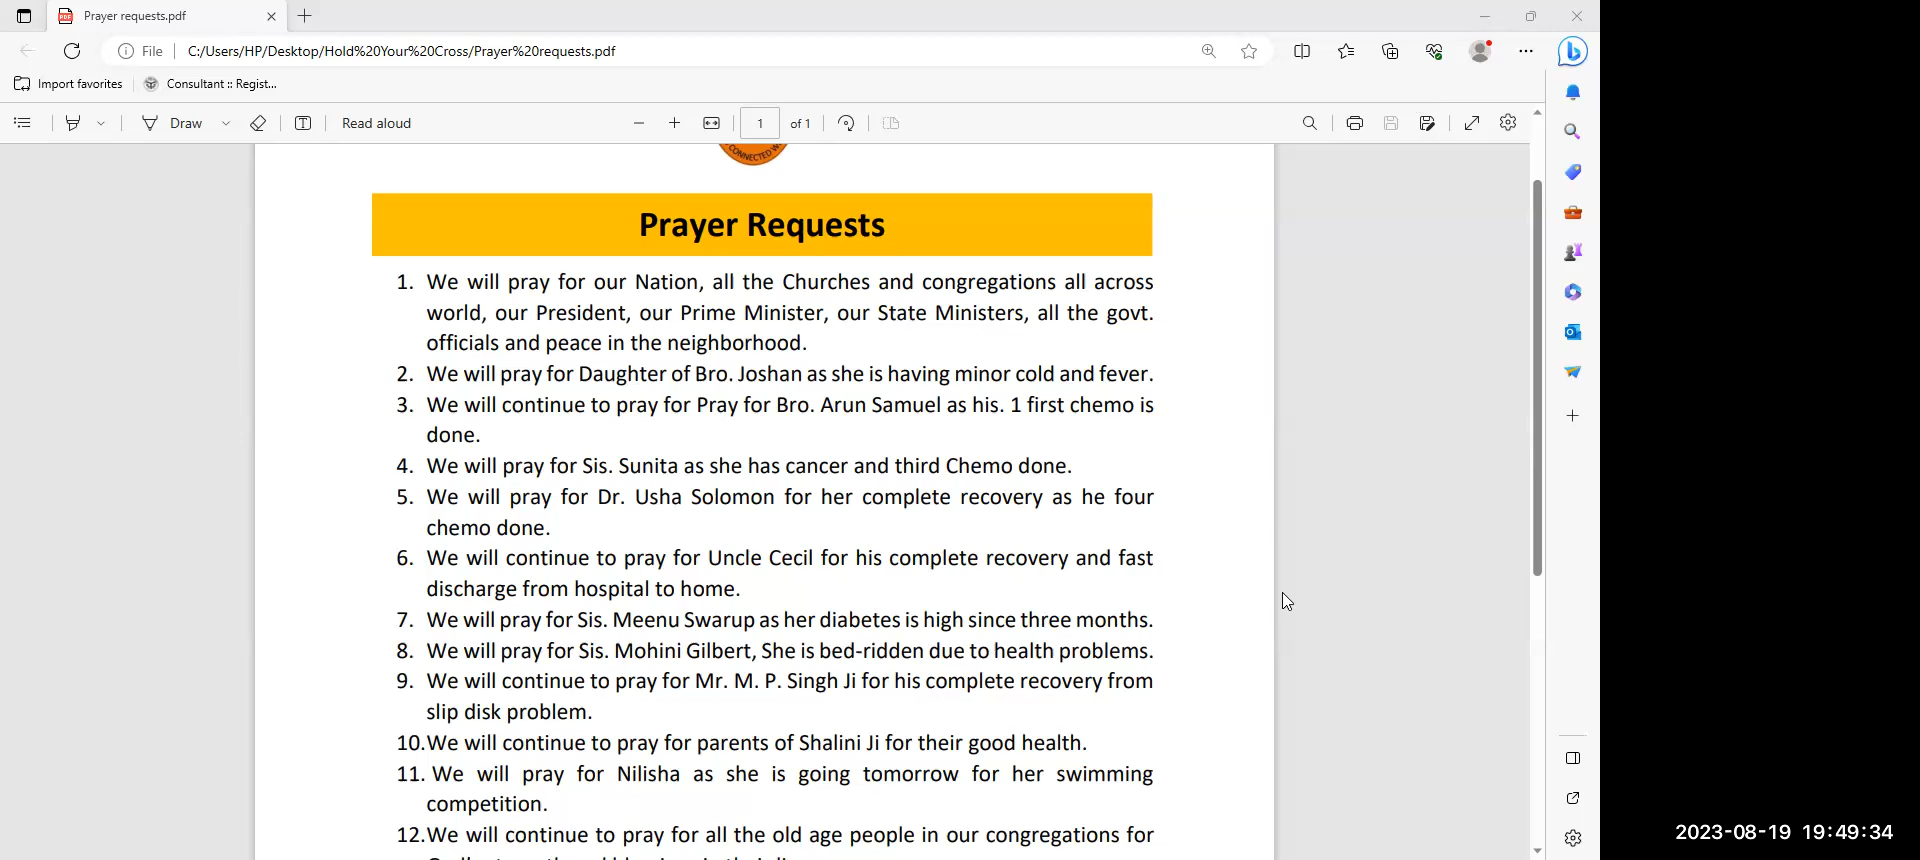 Prayer requests.pdf
File
C:/Users/HP/Desktop/Hold%20Your%20Cross/Prayer%20requests.pdf
Import favorites
Consultant :: Regist...
Draw
Read aloud
1
of 1
CONNECTED
Prayer Requests
1. We will pray for our Nation, all the Churches and congregations all across
world, our President, our Prime Minister, our State Ministers, all the govt.
officials and peace in the neighborhood.
2. We will pray for Daughter of Bro. Joshan as she is having minor cold and fever.
3. We will continue to pray for Pray for Bro. Arun Samuel as his. 1 first chemo is
done.
4. We will pray for Sis. Sunita as she has cancer and third Chemo done.
5. We will pray for Dr. Usha Solomon for her complete recovery as he four
chemo done.
6. We will continue to pray for Uncle Cecil for his complete recovery and fast
discharge from hospital to home.
7. We will pray for Sis. Meenu Swarup as her diabetes is high since three months.
8. We will pray for Sis. Mohini Gilbert, She is bed-ridden due to health problems.
9. We will continue to pray for Mr. M. P. Singh Ji for his complete recovery from
slip disk problem.
10.We will continue to pray for parents of Shalini Ji for their good health.
11. We will pray for Nilisha as she is going tomorrow for her swimming
competition.
12.We will continue to pray for all the old age people in our congregations for
2023-08-19 19:49:34